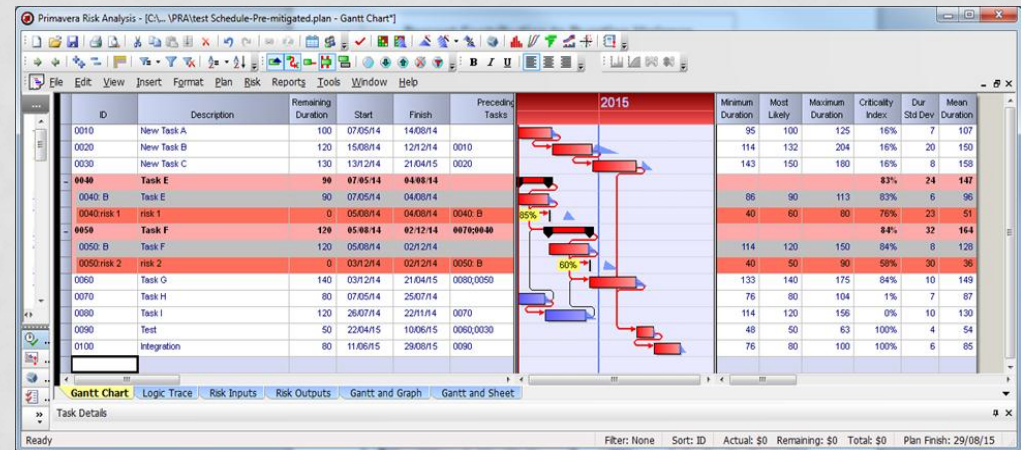 Primavera Risk Analysis - [C:\... \PRA\test Schedule-Pre-mitigated.plan - Gantt Chart*]
B I U
File Edit View Insert Format Plan Risk Reports Tools Window Help
ID Description Remaining Duration Start Finish Preceding Tasks 2015 Minimum Duration Most Likely Maximum Duration Criticality Index Dur Std Dev Mean Duration
0010 New Task A 100 07/05/14 14/08/14 95 100 125 16% 7 107
0020 New Task B 120 15/08/14 12/12/14 0010 114 132 204 16% 20 150
0030 New Task C 130 13/12/14 21/04/15 0020 143 150 180 16% 8 158
0040 Task E 90 07/05/14 04/08/14 83% 24 147
0040: B Task E 90 07/05/14 04/08/14 86 90 113 83% 6 96
0040:risk 1 risk 1 0 05/08/14 04/08/14 0040: B 85% 40 60 80 76% 23 51
0050 Task F 120 05/08/14 02/12/14 0070;0040 84% 32 164
0050: B Task F 120 05/08/14 02/12/14 114 120 150 84% 8 128
0050:risk 2 risk 2 0 03/12/14 02/12/14 0050: B 60% 40 50 90 58% 30 36
0060 Task G 140 03/12/14 21/04/15 0080;0050 133 140 175 84% 10 149
0070 Task H 80 07/05/14 25/07/14 76 80 104 1% 7 87
0080 Task I 120 26/07/14 22/11/14 0070 114 120 156 0% 10 130
0090 Test 50 22/04/15 10/06/15 0060;0030 48 50 63 100% 4 54
0100 Integration 80 11/06/15 29/08/15 0090 76 80 100 100% 6 85
Gantt Chart Logic Trace Risk Inputs Risk Outputs Gantt and Graph Gantt and Sheet
Task Details
Ready Filter: None Sort: ID Actual: $0 Remaining: $0 Total: $0 Plan Finish: 29/08/15